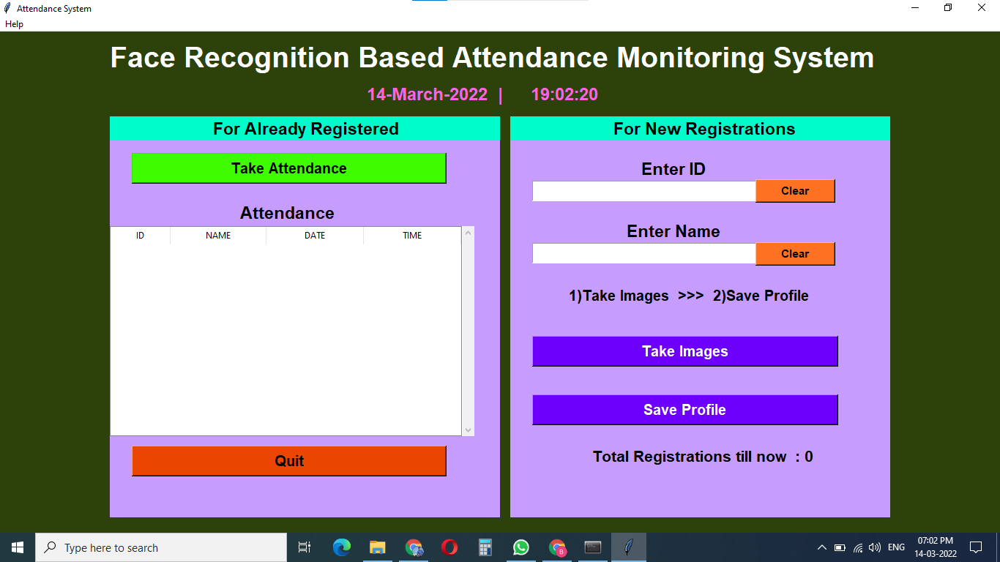 Attendance System
Help
Face Recognition Based Attendance Monitoring System
14-March-2022 | 19:02:20
For Already Registered
Take Attendance
Attendance
ID NAME DATE TIME
Quit
For New Registrations
Enter ID
Clear
Enter Name
Clear
1)Take Images >>> 2)Save Profile
Take Images
Save Profile
Total Registrations till now : 0
Type here to search
B
ENG
07:02 PM
14-03-2022